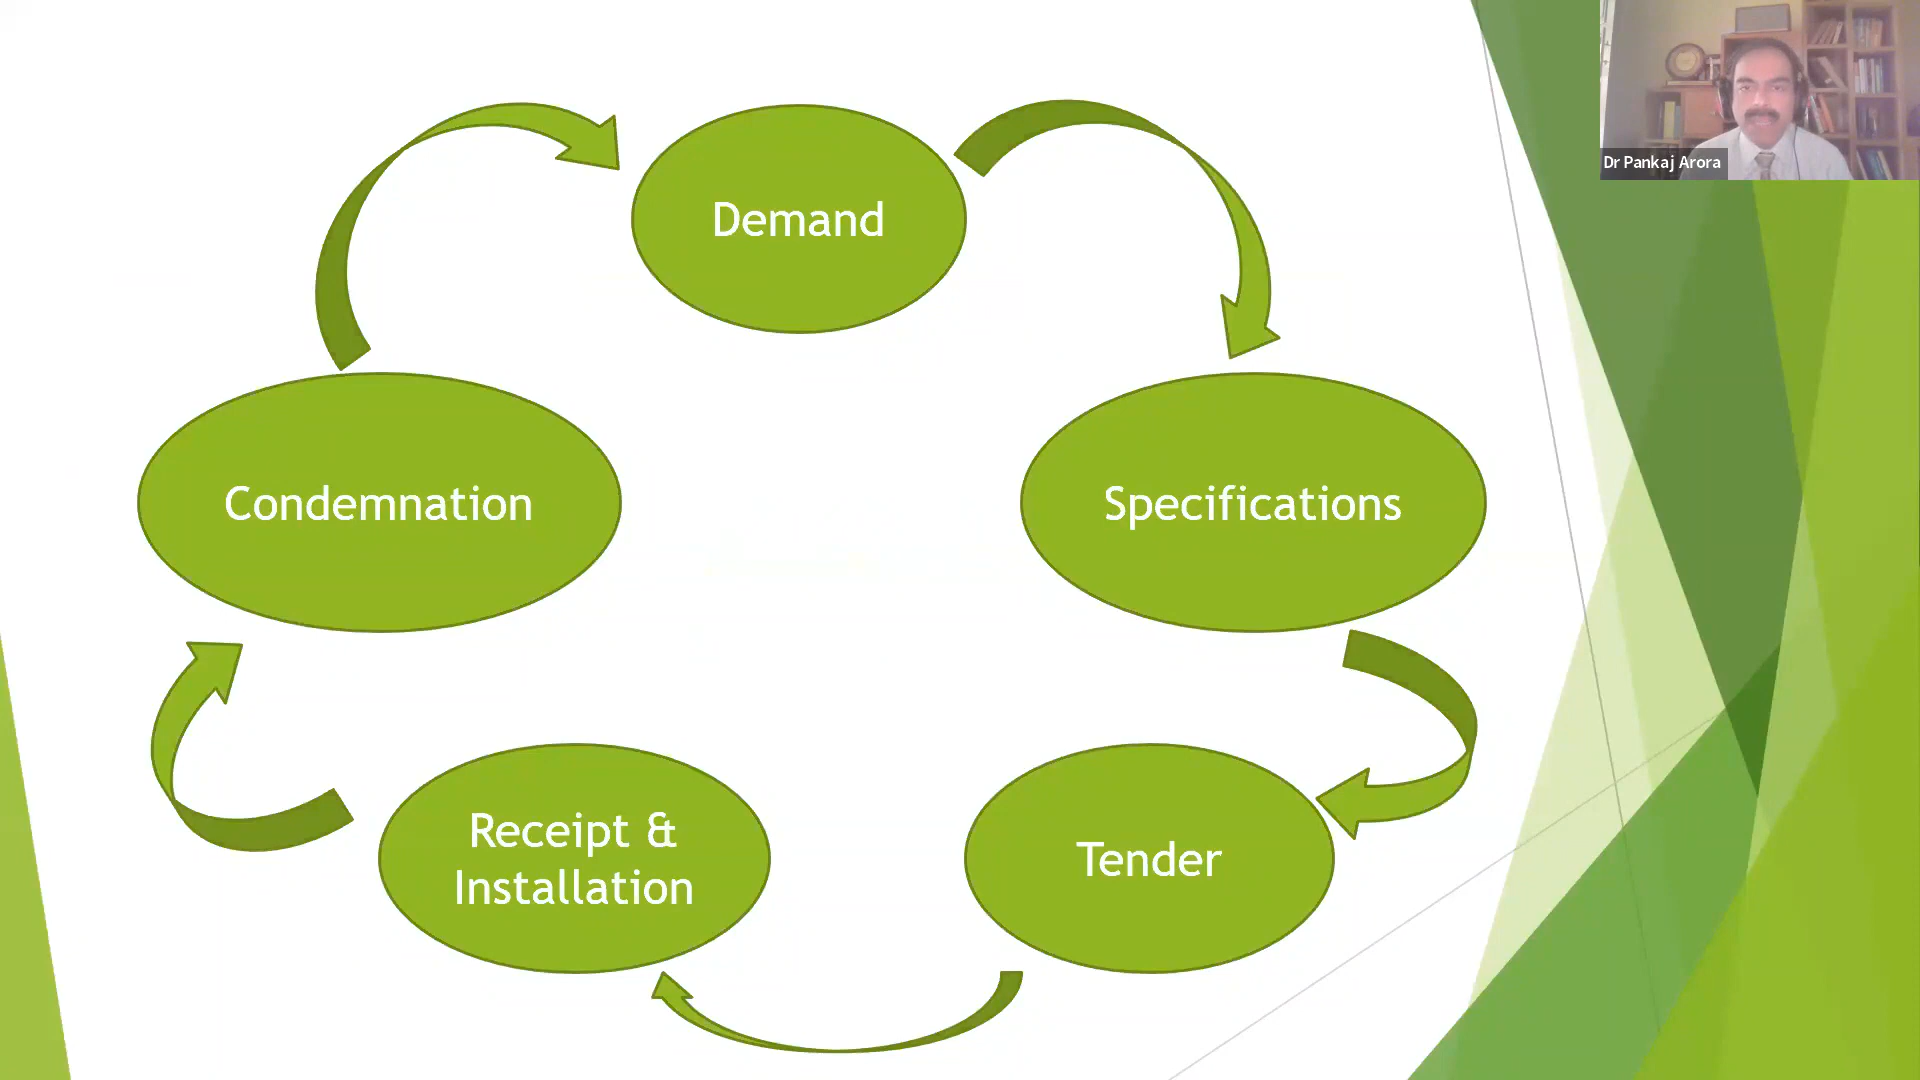 Demand
Condemnation
Specifications
Receipt &
Installation
Tender
Dr Pankaj Arora